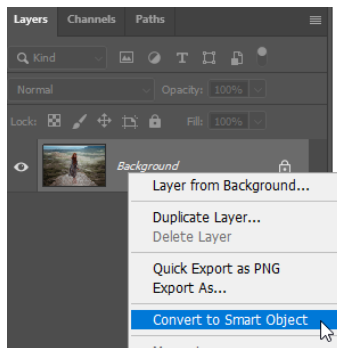 Layers Channels Paths
Kind
Normal Opacity: 100%
Lock: Fill: 100%
Background
Layer from Background...
Duplicate Layer...
Delete Layer
Quick Export as PNG
Export As...
Convert to Smart Object